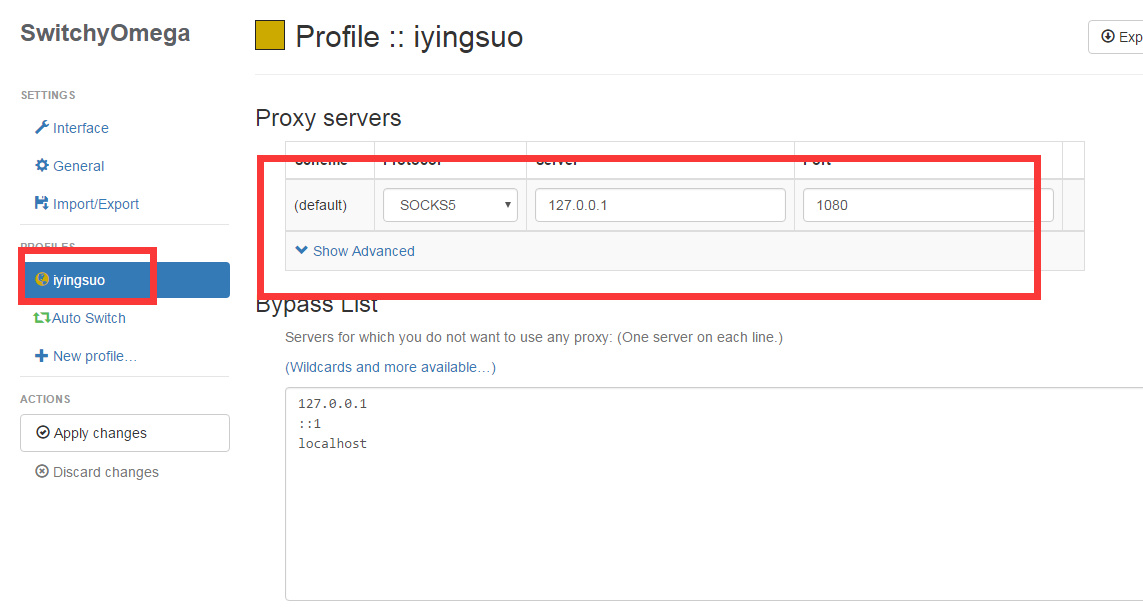 SwitchyOmega
SETTINGS
Interface
General
Import/Export
PROFILES
iyingsuo
Auto Switch
New profile…
ACTIONS
Apply changes
Discard changes
Profile :: iyingsuo
Exp
Proxy servers
Scheme Protocol Server Port
(default) SOCKS5 127.0.0.1 1080
Show Advanced
Bypass List
Servers for which you do not want to use any proxy: (One server on each line.)
(Wildcards and more available…)
127.0.0.1
::1
localhost